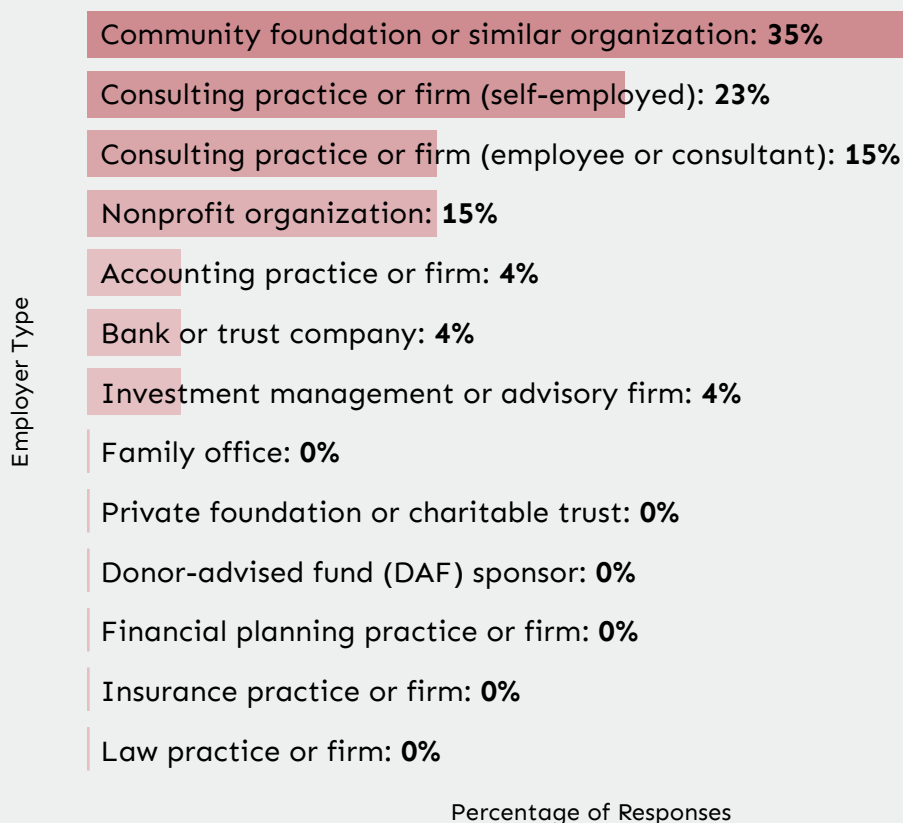 Community foundation or similar organization: 35%
Consulting practice or firm (self-employed): 23%
Consulting practice or firm (employee or consultant): 15%
Nonprofit organization: 15%
Accounting practice or firm: 4%
Bank or trust company: 4%
Investment management or advisory firm: 4%
Family office: 0%
Private foundation or charitable trust: 0%
Donor-advised fund (DAF) sponsor: 0%
Financial planning practice or firm: 0%
Insurance practice or firm: 0%
Law practice or firm: 0%
Employer Type
Percentage of Responses